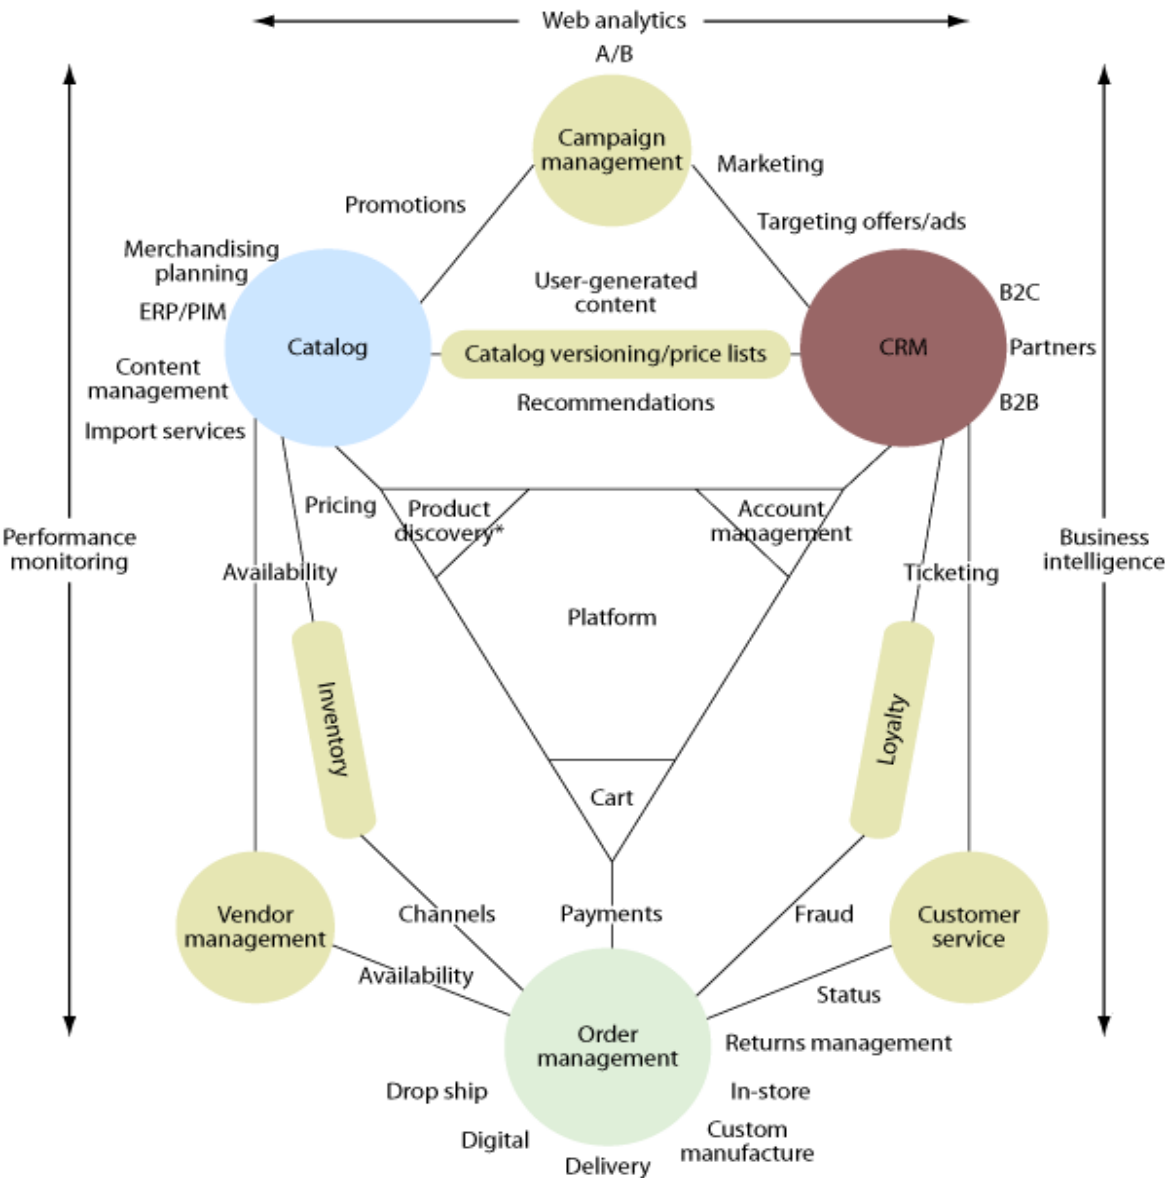 Web analytics
A/B
Campaign
management
Marketing
Promotions
Targeting offers/ads
Merchandising
planning
User-generated
content
B2C
ERP/PIM
Catalog
Catalog versioning/price lists
CRM
Partners
Content
management
Recommendations
B2B
Import services
Pricing
Product
discovery*
Account
management
Performance
monitoring
Business
intelligence
Availability
Ticketing
Platform
Inventory
Loyalty
Cart
Vendor
management
Channels
Payments
Fraud
Customer
service
Availability
Status
Order
management
Returns management
Drop ship
In-store
Digital
Custom
manufacture
Delivery